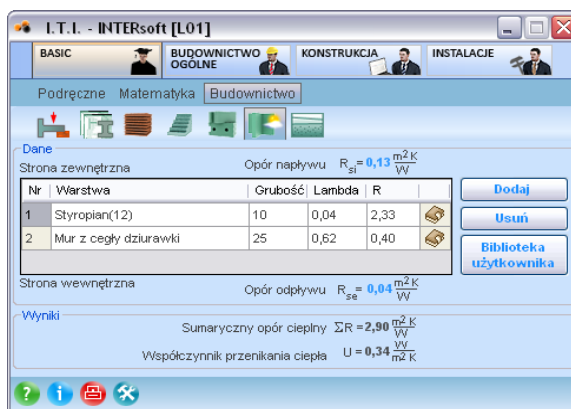 I.T.I. - INTERsoft [L01]
BASIC
BUDOWNICTWO OGÓLNE
KONSTRUKCJA
INSTALACJE
Podręczne Matematyka Budownictwo
Dane
Strona zewnętrzna Opór napływu Rsi= 0,13 m2 K / W
Nr Warstwa Grubość Lambda R
1 Styropian(12) 10 0,04 2,33
2 Mur z cegły dziurawki 25 0,62 0,40
Dodaj
Usuń
Biblioteka
użytkownika
Strona wewnętrzna Opór odpływu Rse= 0,04 m2 K / W
Wyniki
Sumaryczny opór cieplny ΣR =2,90 m2 K / W
Współczynnik przenikania ciepła U =0,34 W / m2 K